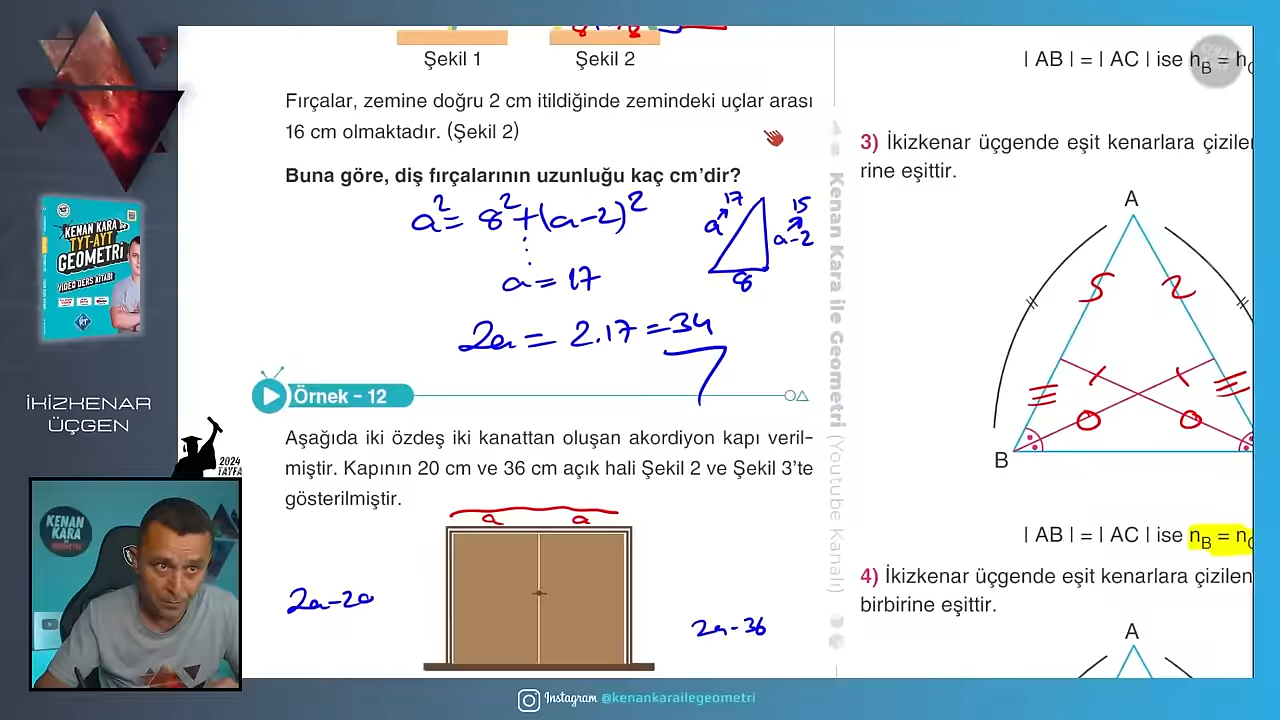 KENAN KARA ile
TYT-AYT
GEOMETRİ
VİDEO DERS KİTABI
İKİZKENAR
ÜÇGEN
2024
TAYFA
KENAN
KARA
Şekil 1
Şekil 2
Fırçalar, zemine doğru 2 cm itildiğinde zemindeki uçlar arası
16 cm olmaktadır. (Şekil 2)
Buna göre, diş fırçalarının uzunluğu kaç cm'dir?
a² = 8² + (a-2)²
a = 17
2a = 2.17 = 34
17
a
15
a-2
8
Örnek - 12
Aşağıda iki özdeş iki kanattan oluşan akordiyon kapı veril-
miştir. Kapının 20 cm ve 36 cm açık hali Şekil 2 ve Şekil 3'te
gösterilmiştir.
a a
2a-20
2a-36
Kenan Kara ile Geometri (Youtube Kanalı)
| AB | = | AC | ise hB = hC
3) İkizkenar üçgende eşit kenarlara çizilen
rine eşittir.
A
B
| AB | = | AC | ise nB = nC
4) İkizkenar üçgende eşit kenarlara çizilen
birbirine eşittir.
A
Instagram @kenankarailegeometri